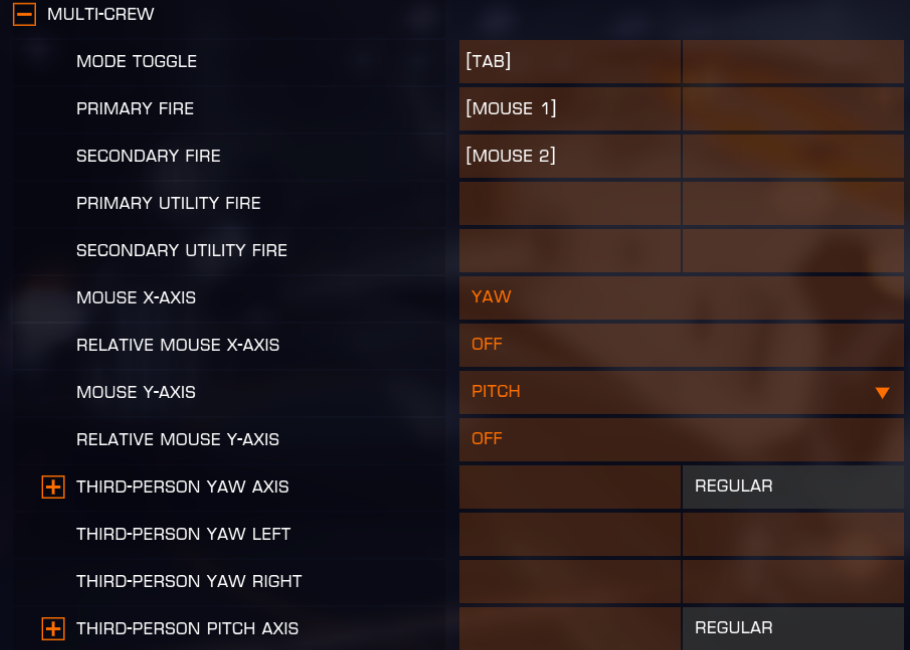 MULTI-CREW
MODE TOGGLE [TAB]
PRIMARY FIRE [MOUSE 1]
SECONDARY FIRE [MOUSE 2]
PRIMARY UTILITY FIRE
SECONDARY UTILITY FIRE
MOUSE X-AXIS YAW
RELATIVE MOUSE X-AXIS OFF
MOUSE Y-AXIS PITCH
RELATIVE MOUSE Y-AXIS OFF
THIRD-PERSON YAW AXIS REGULAR
THIRD-PERSON YAW LEFT
THIRD-PERSON YAW RIGHT
THIRD-PERSON PITCH AXIS REGULAR